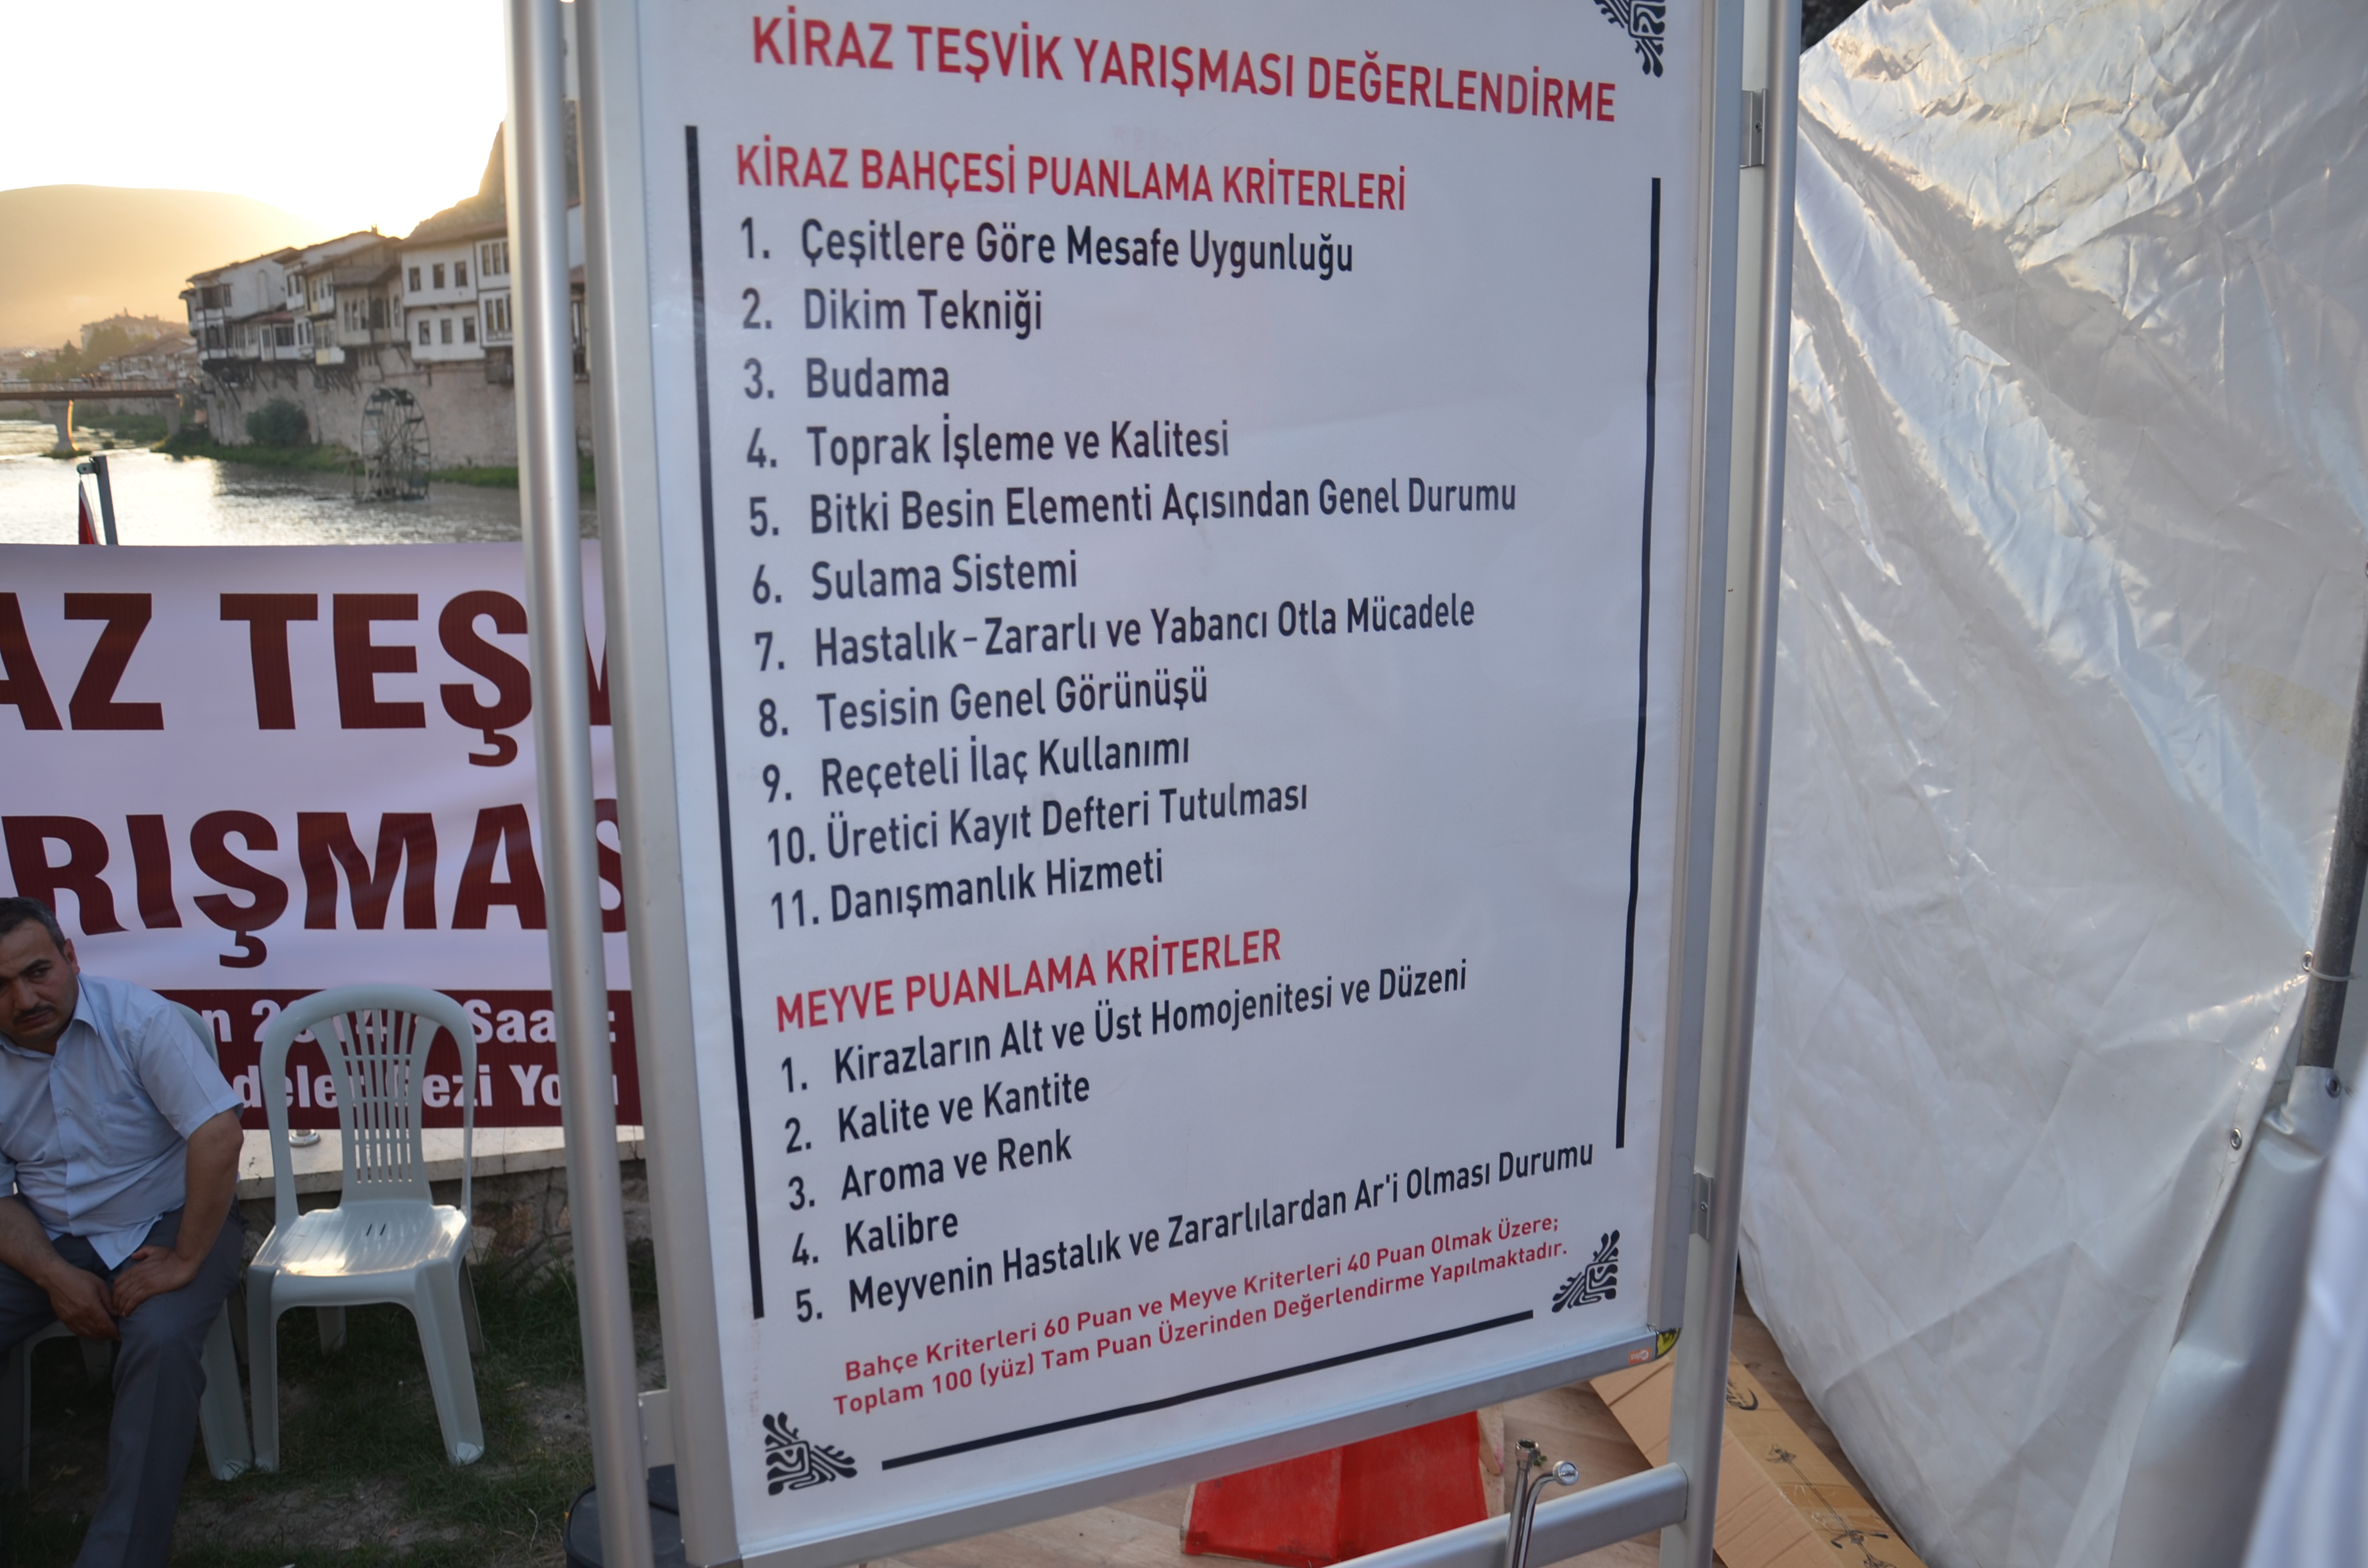 KİRAZ TEŞVİK YARIŞMASI DEĞERLENDİRME
KİRAZ BAHÇESİ PUANLAMA KRİTERLERİ
1. Çeşitlere Göre Mesafe Uygunluğu
2. Dikim Tekniği
3. Budama
4. Toprak İşleme ve Kalitesi
5. Bitki Besin Elementi Açısından Genel Durumu
6. Sulama Sistemi
7. Hastalık - Zararlı ve Yabancı Otla Mücadele
8. Tesisin Genel Görünüşü
9. Reçeteli İlaç Kullanımı
10. Üretici Kayıt Defteri Tutulması
11. Danışmanlık Hizmeti
MEYVE PUANLAMA KRİTERLER
1. Kirazların Alt ve Üst Homojenitesi ve Düzeni
2. Kalite ve Kantite
3. Aroma ve Renk
4. Kalibre
5. Meyvenin Hastalık ve Zararlılardan Ar'i Olması Durumu
Bahçe Kriterleri 60 Puan ve Meyve Kriterleri 40 Puan Olmak Üzere;
Toplam 100 (yüz) Tam Puan Üzerinden Değerlendirme Yapılmaktadır.
AZ TEŞV
RIŞMAS